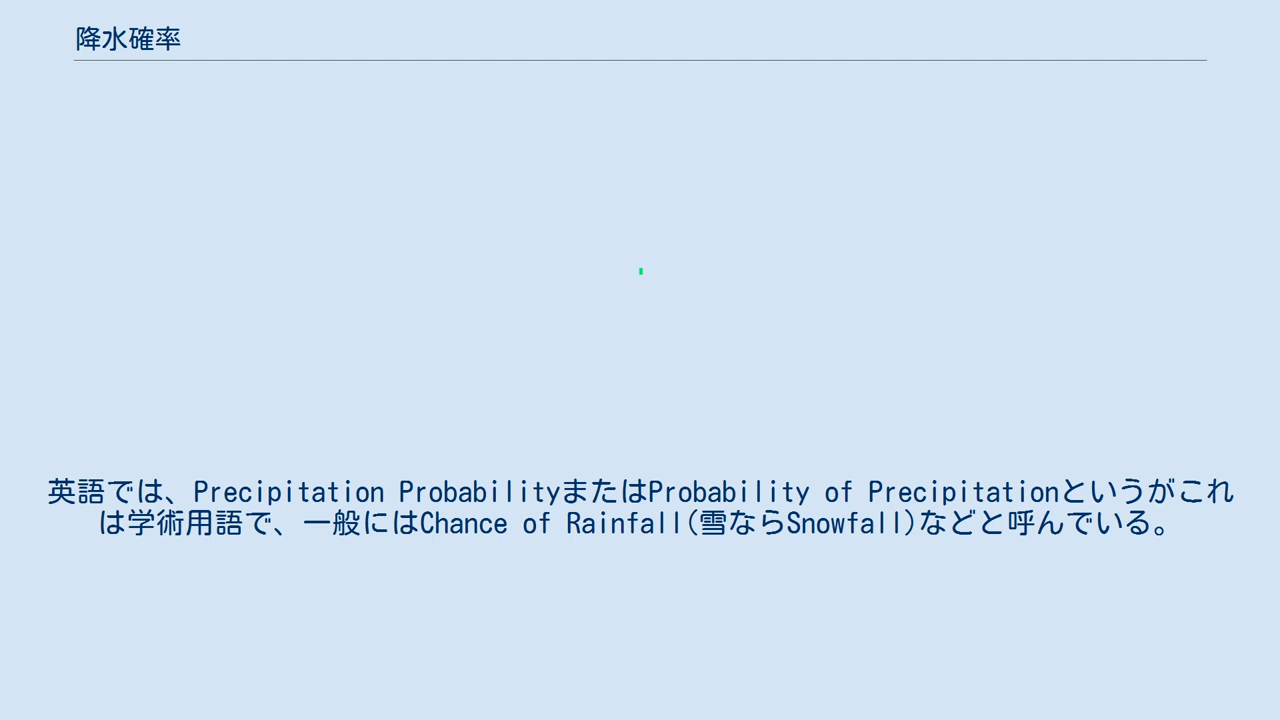 降水確率
英語では、Precipitation ProbabilityまたはProbability of Precipitationというがこれ
は学術用語で、一般にはChance of Rainfall(雪ならSnowfall)などと呼んでいる。